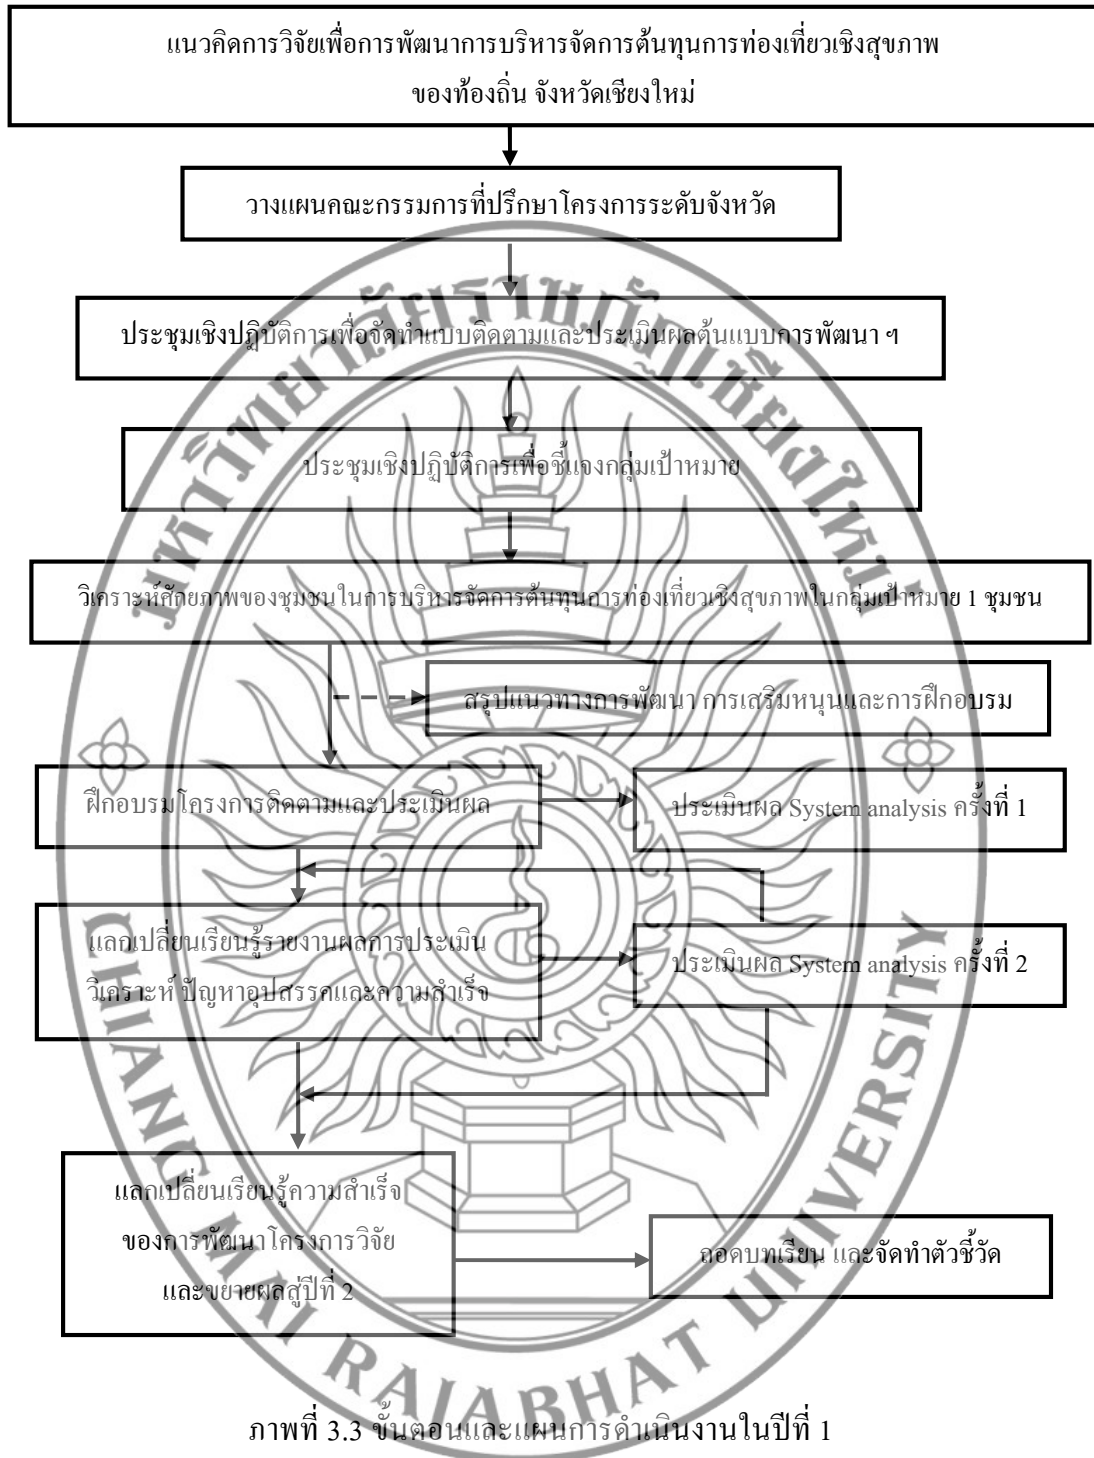 แนวคิดการวิจัยเพื่อการพัฒนาการบริหารจัดการต้นทุนการท่องเที่ยวเชิงสุขภาพ
ของท้องถิ่น จังหวัดเชียงใหม่
วางแผนคณะกรรมการที่ปรึกษาโครงการระดับจังหวัด
ประชุมเชิงปฏิบัติการเพื่อจัดทำแบบติดตามและประเมินผลต้นแบบการพัฒนา ฯ
ประชุมเชิงปฏิบัติการเพื่อชี้แจงกลุ่มเป้าหมาย
วิเคราะห์ศักยภาพของชุมชนในการบริหารจัดการต้นทุนการท่องเที่ยวเชิงสุขภาพในกลุ่มเป้าหมาย 1 ชุมชน
สรุปแนวทางการพัฒนา การเสริมหนุนและการฝึกอบรม
ฝึกอบรมโครงการติดตามและประเมินผล
ประเมินผล System analysis ครั้งที่ 1
แลกเปลี่ยนเรียนรู้รายงานผลการประเมิน
วิเคราะห์ ปัญหาอุปสรรคและความสำเร็จ
ประเมินผล System analysis ครั้งที่ 2
แลกเปลี่ยนเรียนรู้ความสำเร็จ
ของการพัฒนาโครงการวิจัย
และขยายผลสู่ปีที่ 2
ถอดบทเรียน และจัดทำตัวชี้วัด
ภาพที่ 3.3 ขั้นตอนและแผนการดำเนินงานในปีที่ 1
มหาวิทยาลัยราชภัฏเชียงใหม่
CHIANG MAI RAJABHAT UNIVERSITY